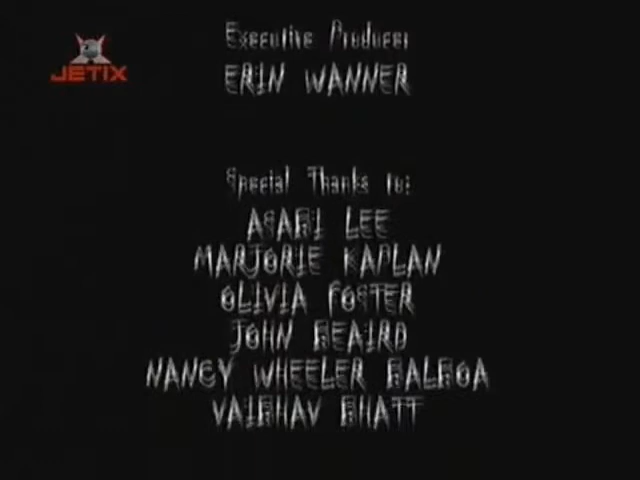 JETIX
Executive Producer
ERIN WANNER
Special Thanks to:
ASABI LEE
MARJORIE KAPLAN
OLIVIA FOSTER
JOHN BEAIRD
NANCY WHEELER BALBOA
VAIBHAV BHATT